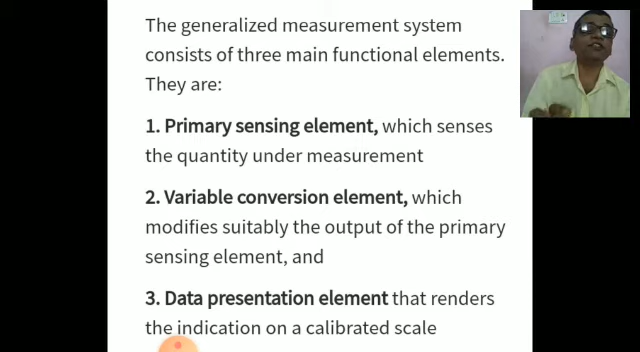 The generalized measurement system
consists of three main functional elements.
They are:
1. Primary sensing element, which senses
the quantity under measurement
2. Variable conversion element, which
modifies suitably the output of the primary
sensing element, and
3. Data presentation element that renders
the indication on a calibrated scale